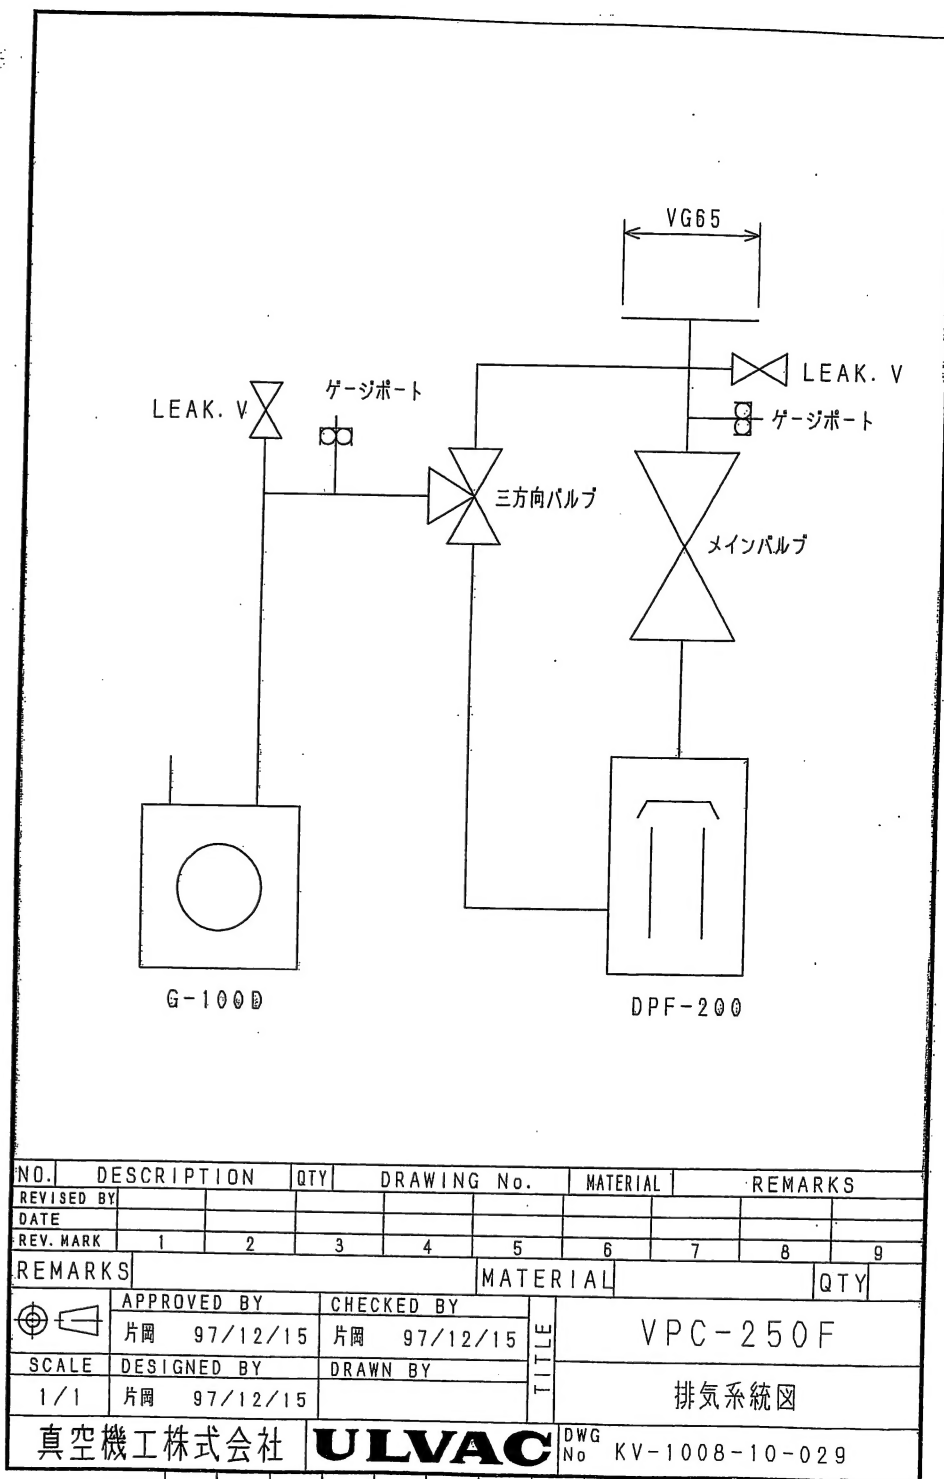 VG65
LEAK. V
ゲージポート
LEAK. V
ゲージポート
三方向バルブ
メインバルブ
G-100D
DPF-200
NO. DESCRIPTION QTY DRAWING No. MATERIAL REMARKS
REVISED BY
DATE
REV. MARK 1 2 3 4 5 6 7 8 9
REMARKS MATERIAL QTY
APPROVED BY CHECKED BY
片岡 97/12/15 片岡 97/12/15
TITLE
VPC-250F
SCALE DESIGNED BY DRAWN BY
1/1 片岡 97/12/15
排気系統図
真空機工株式会社 ULVAC DWG No KV-1008-10-029